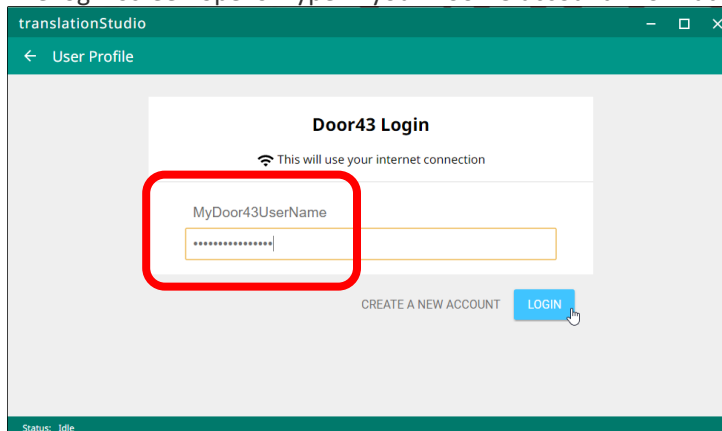 translationStudio
User Profile
Door43 Login
This will use your internet connection
MyDoor43UserName
••••••••••••••••
CREATE A NEW ACCOUNT LOGIN
Status: Idle